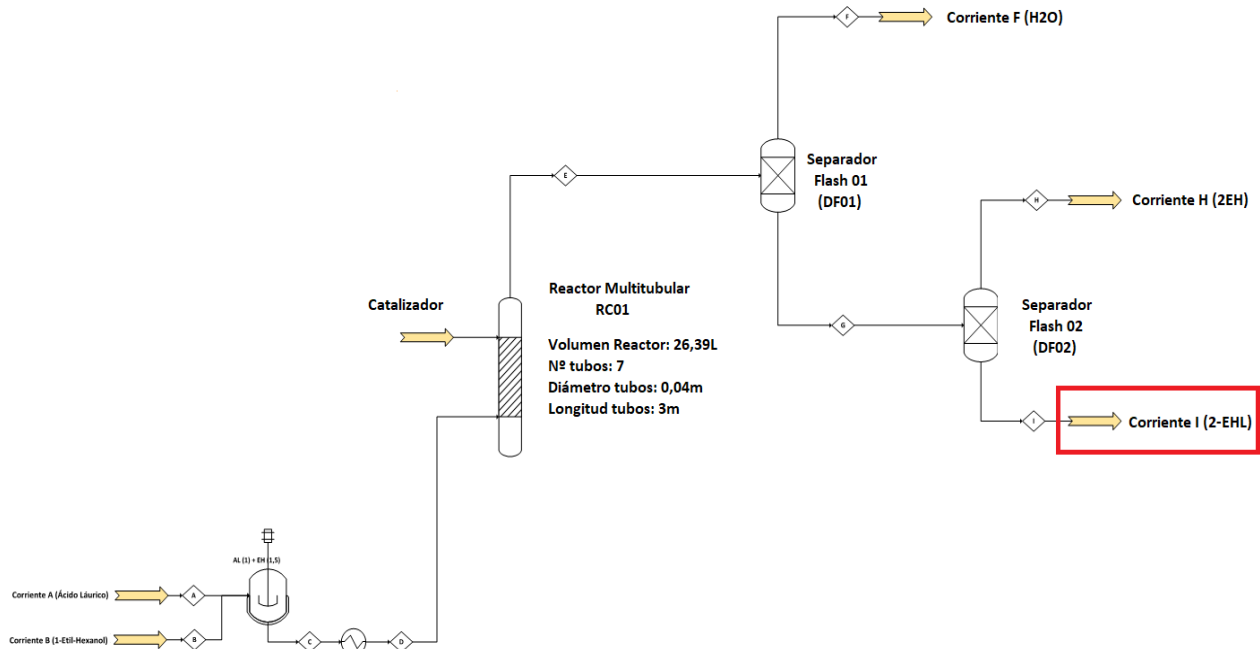 F
Corriente F (H2O)
E
Separador
Flash 01
(DF01)
H
Corriente H (2EH)
Catalizador
Reactor Multitubular
RC01
Volumen Reactor: 26,39L
Nº tubos: 7
Diámetro tubos: 0,04m
Longitud tubos: 3m
G
Separador
Flash 02
(DF02)
I
Corriente I (2-EHL)
AL (1) + EH (1,5)
Corriente A (Ácido Láurico)
A
Corriente B (1-Etil-Hexanol)
B
C
D